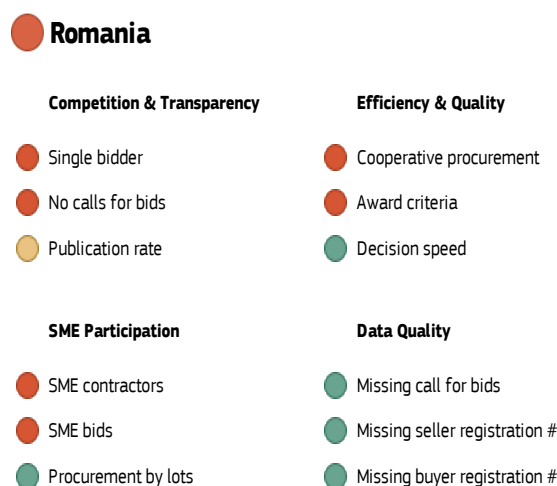 Romania
Competition & Transparency
Single bidder
No calls for bids
Publication rate
Efficiency & Quality
Cooperative procurement
Award criteria
Decision speed
SME Participation
SME contractors
SME bids
Procurement by lots
Data Quality
Missing call for bids
Missing seller registration #
Missing buyer registration #